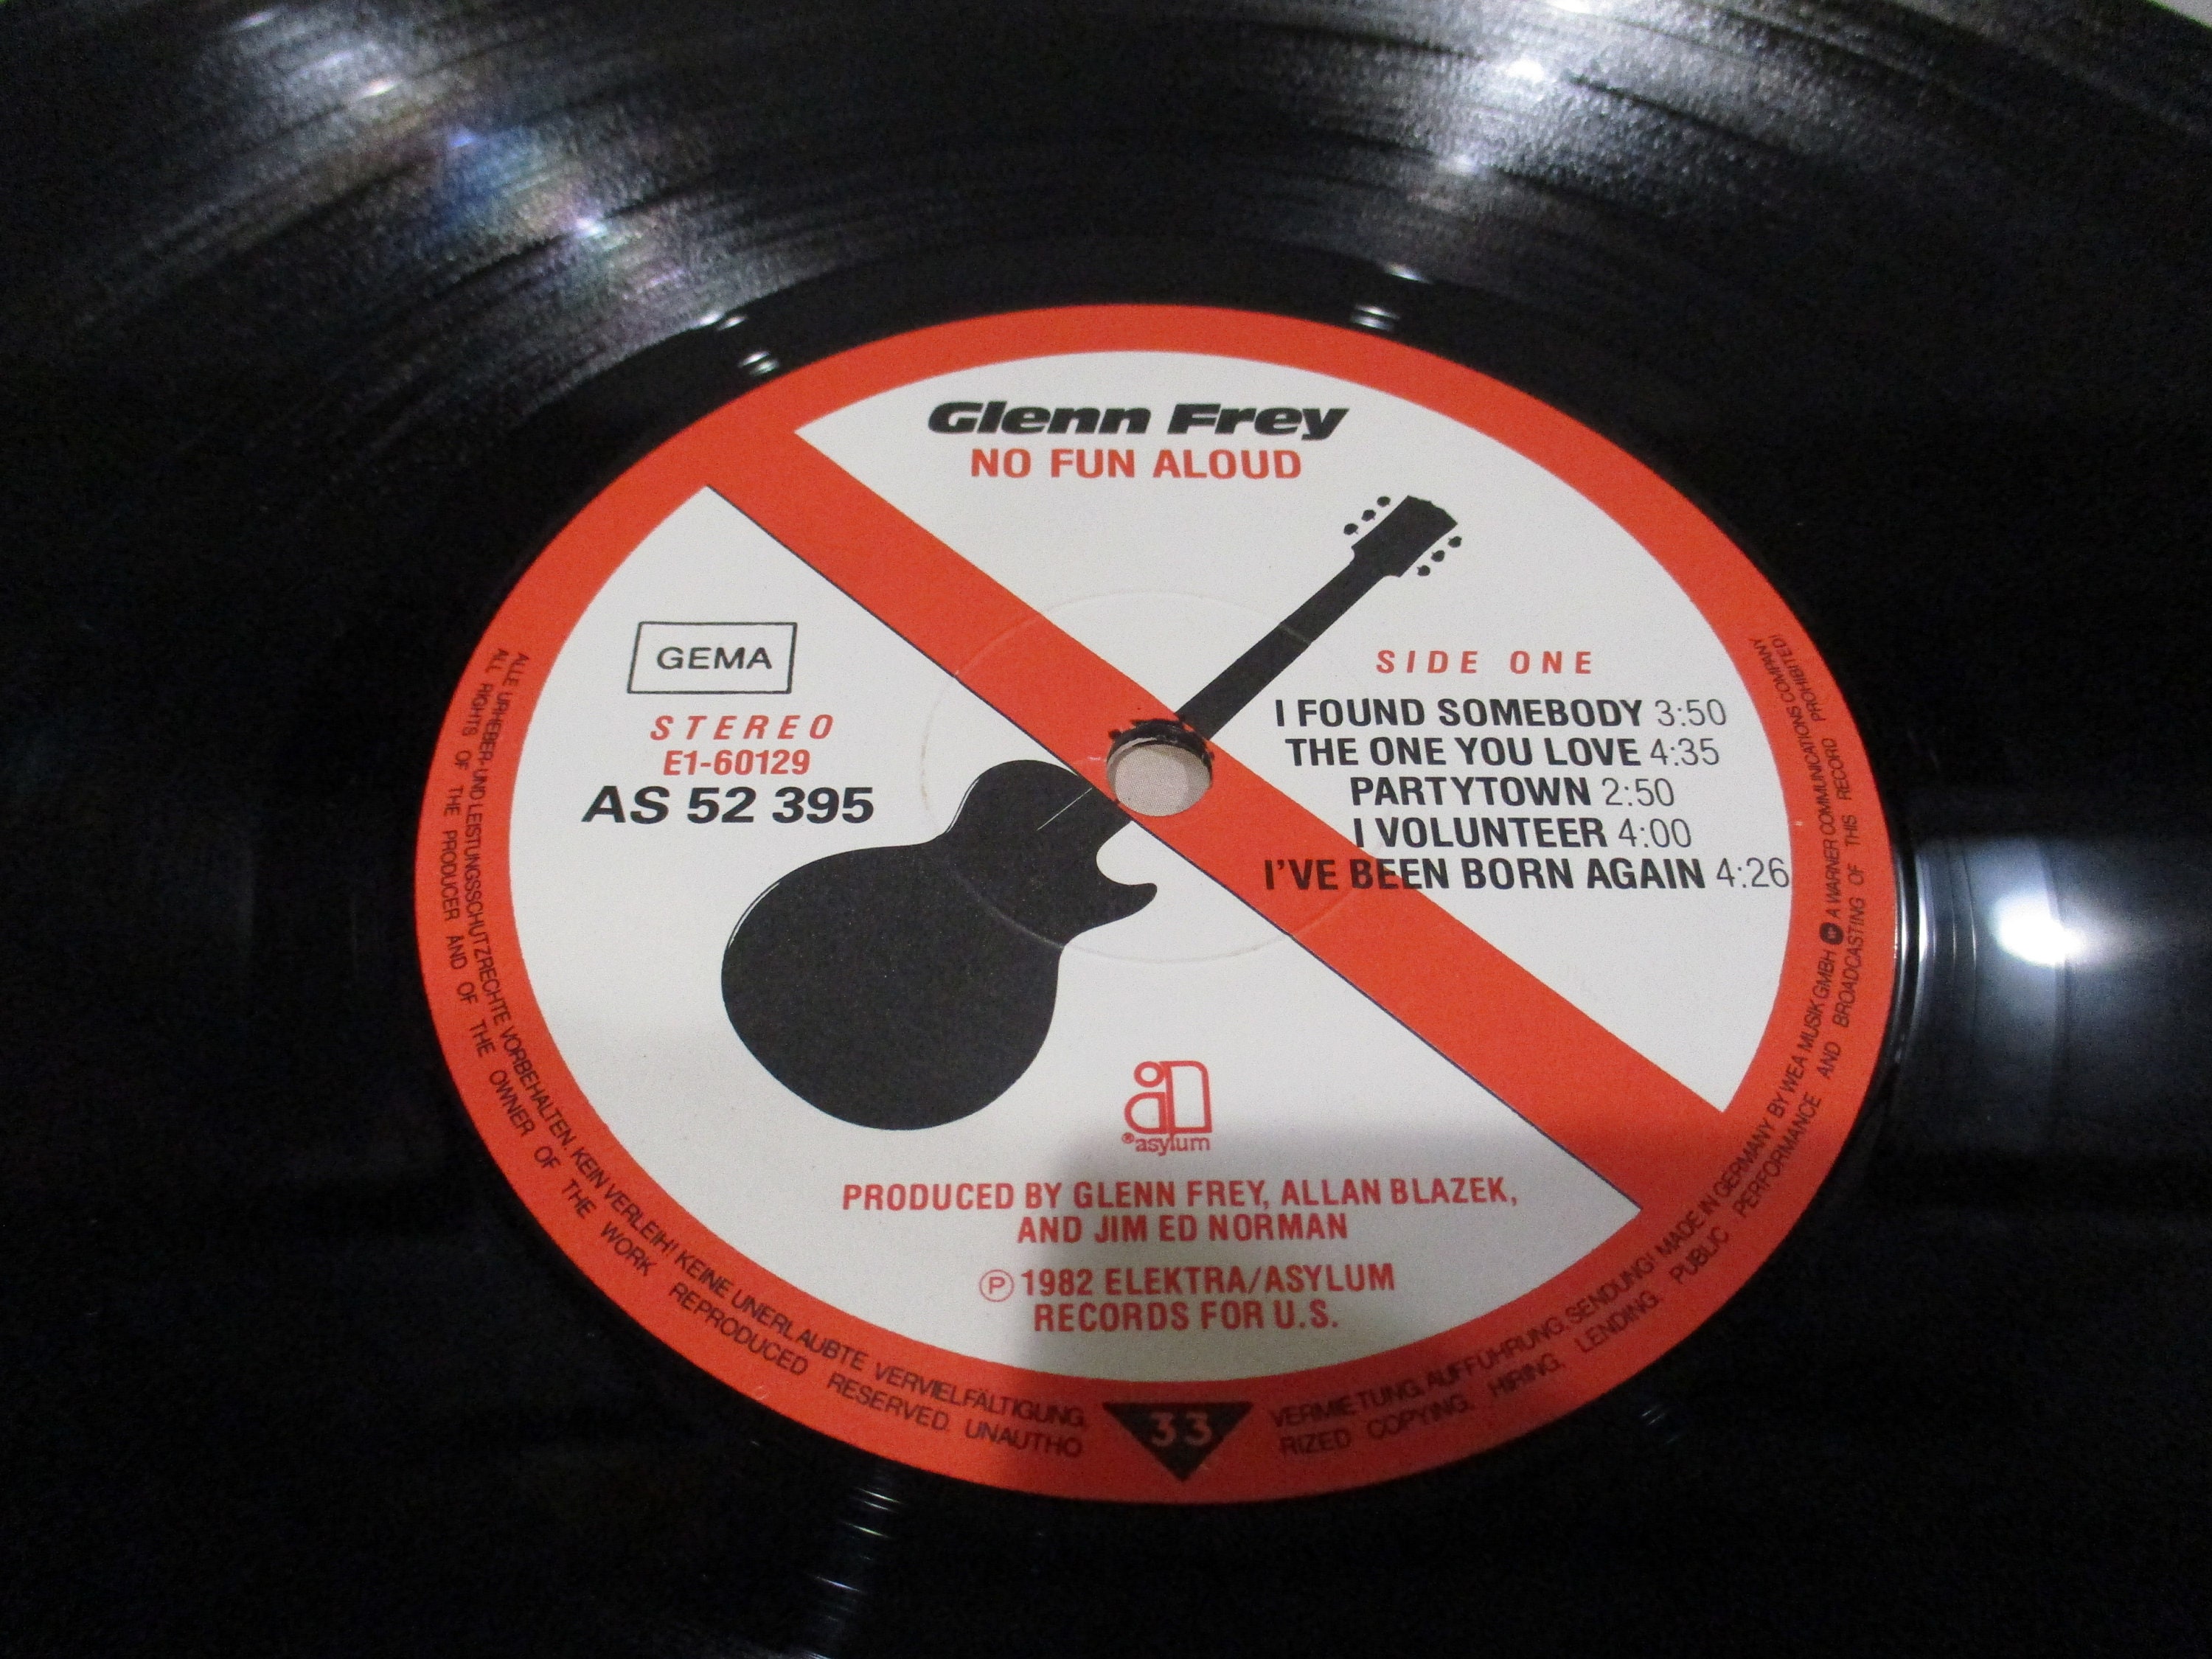 Glenn Frey
NO FUN ALOUD
GEMA
STEREO
E1-60129
AS 52 395
SIDE ONE
I FOUND SOMEBODY 3:50
THE ONE YOU LOVE 4:35
PARTYTOWN 2:50
I VOLUNTEER 4:00
I'VE BEEN BORN AGAIN 4:26
®asylum
PRODUCED BY GLENN FREY, ALLAN BLAZEK,
AND JIM ED NORMAN
Ⓟ 1982 ELEKTRA/ASYLUM
RECORDS FOR U.S.
33
ALLE URHEBER- UND LEISTUNGSSCHUTZRECHTE VORBEHALTEN. KEIN VERLEIH! KEINE UNERLAUBTE VERVIELFÄLTIGUNG, VERMIETUNG, AUFFÜHRUNG, SENDUNG! MADE IN GERMANY BY WEA MUSIK GMBH A WARNER COMMUNICATIONS COMPANY
ALL RIGHTS OF THE PRODUCER AND OF THE OWNER OF THE WORK REPRODUCED RESERVED. UNAUTHORIZED COPYING, HIRING, LENDING, PUBLIC PERFORMANCE AND BROADCASTING OF THIS RECORD PROHIBITED!